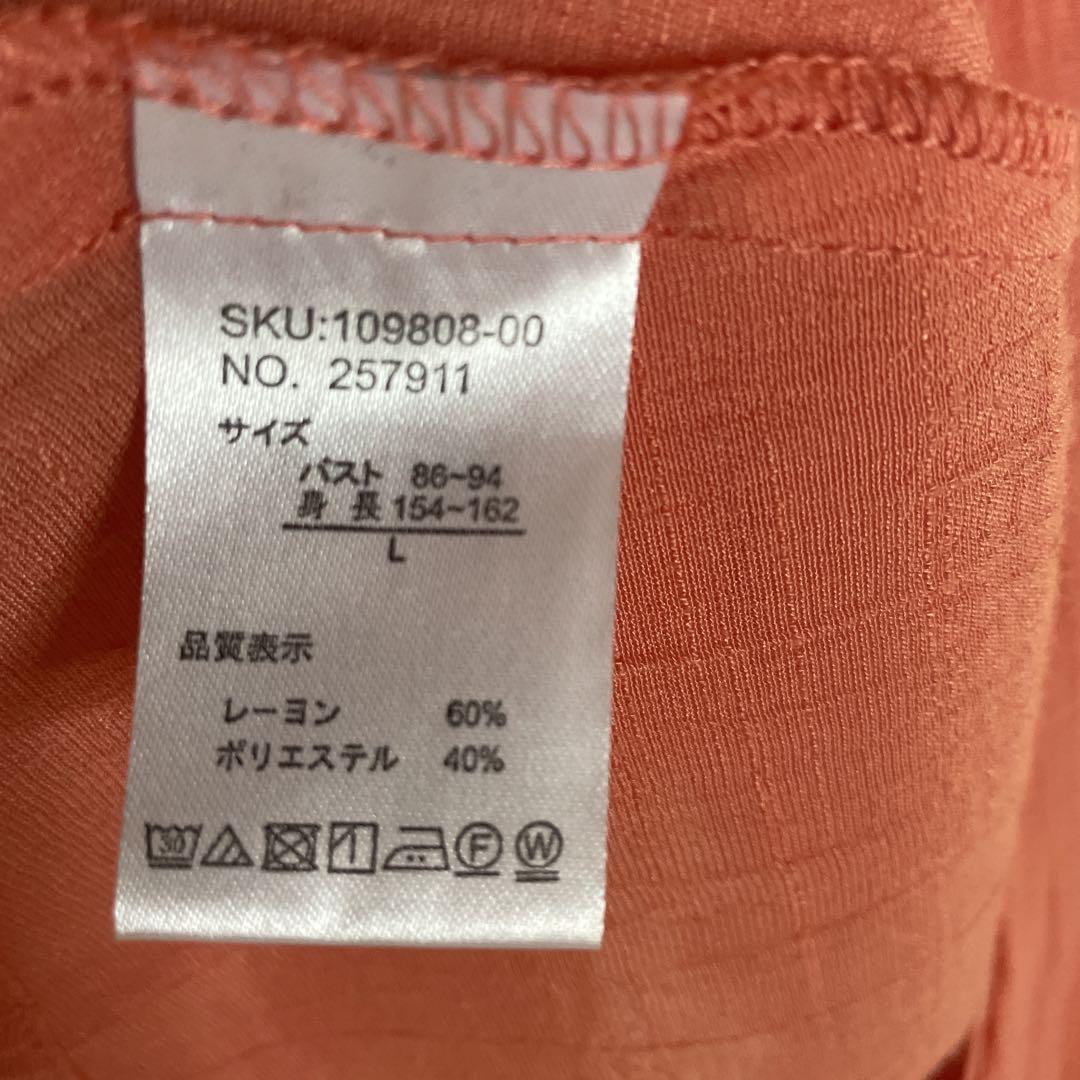 SKU:109808-00
NO. 257911
サイズ
バスト 86~94
身 長 154~162
L
品質表示
レーヨン 60%
ポリエステル 40%
30 F W